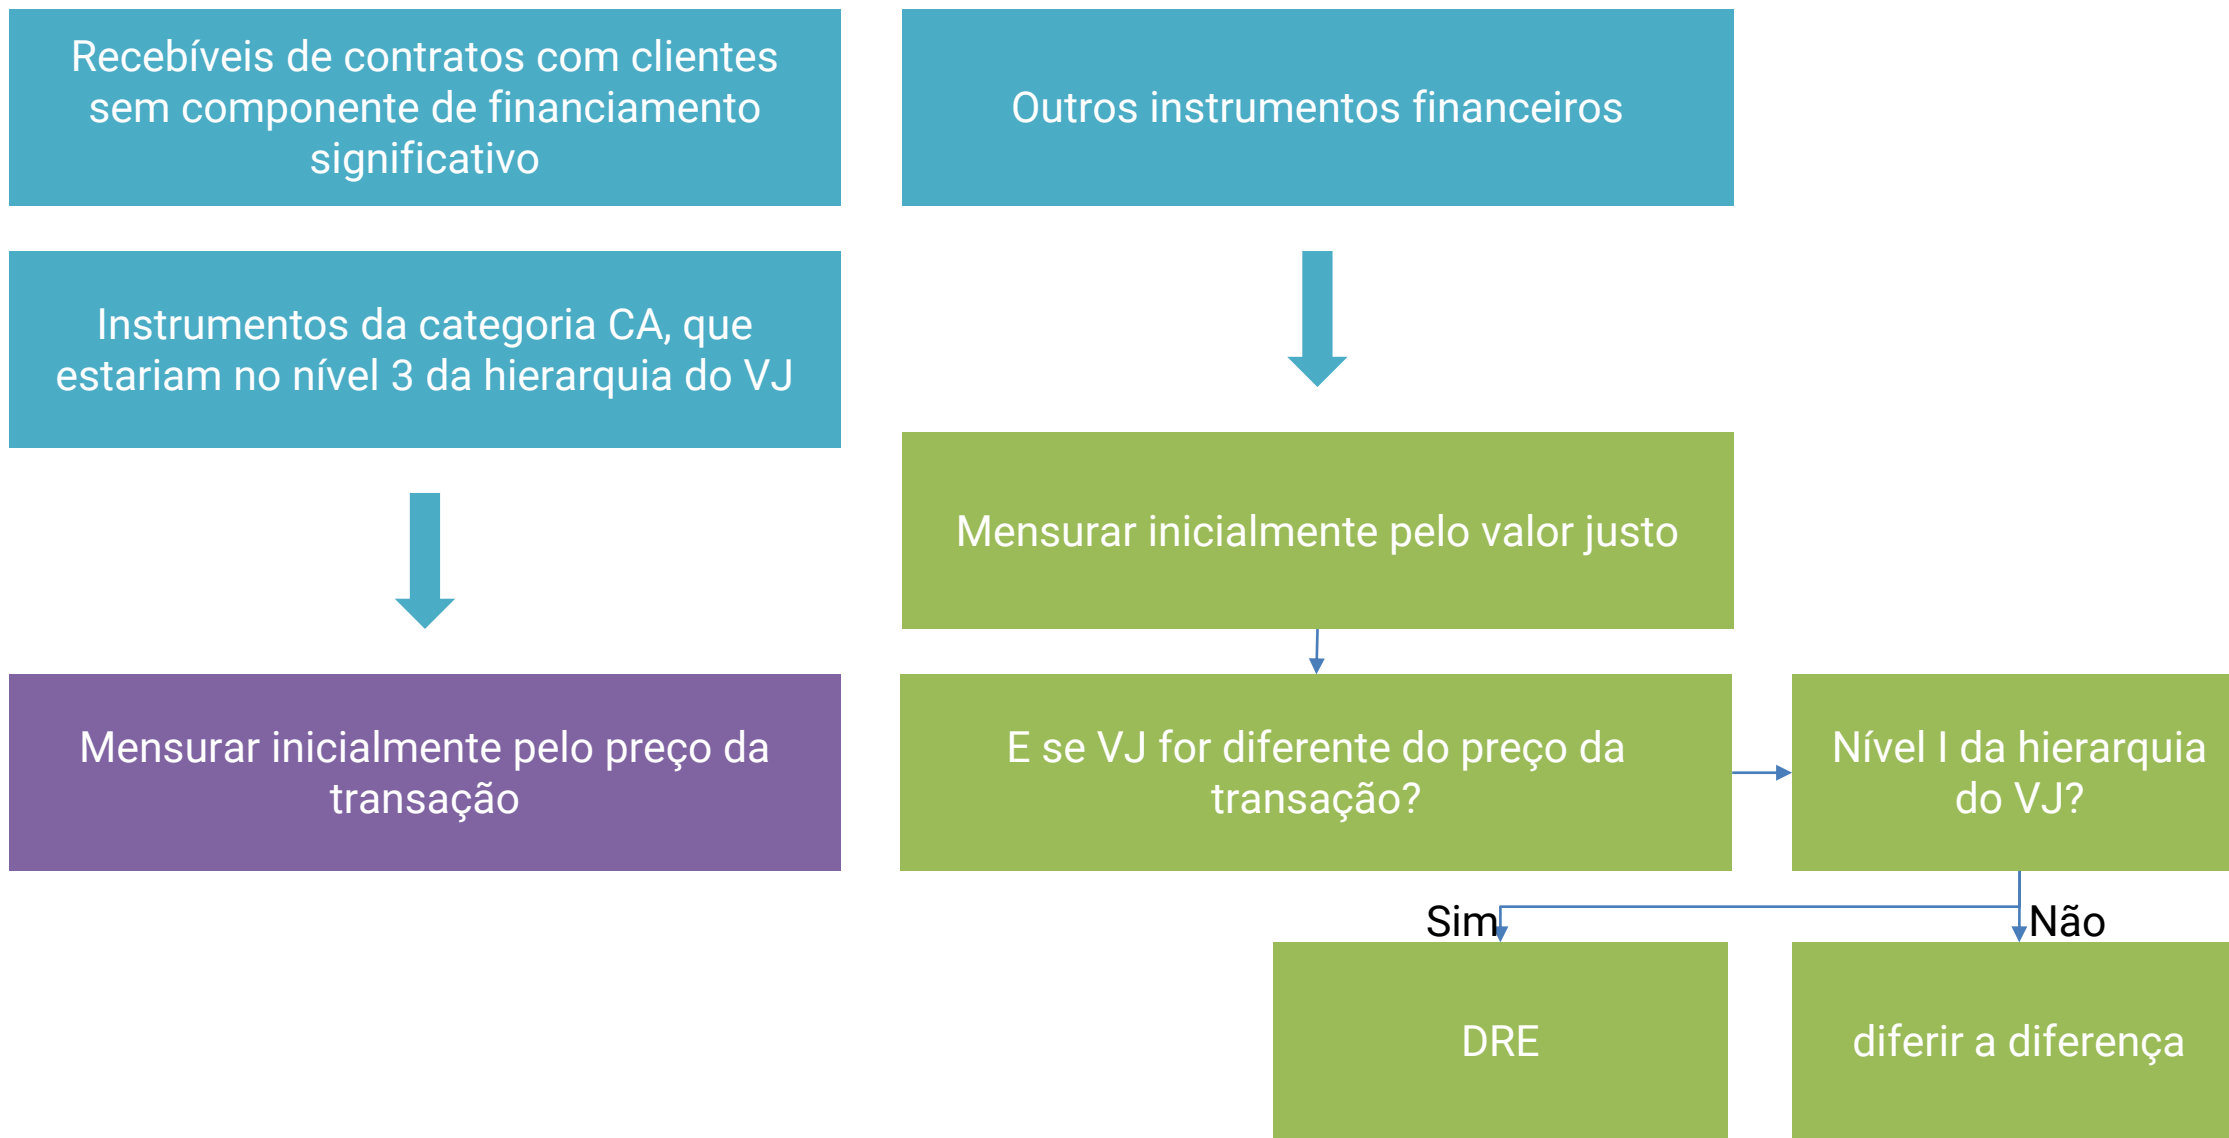 Recebíveis de contratos com clientes
sem componente de financiamento
significativo
Outros instrumentos financeiros
Instrumentos da categoria CA, que
estariam no nível 3 da hierarquia do VJ
Mensurar inicialmente pelo valor justo
Mensurar inicialmente pelo preço da
transação
E se VJ for diferente do preço da
transação?
Nível I da hierarquia
do VJ?
Sim
Não
DRE
diferir a diferença